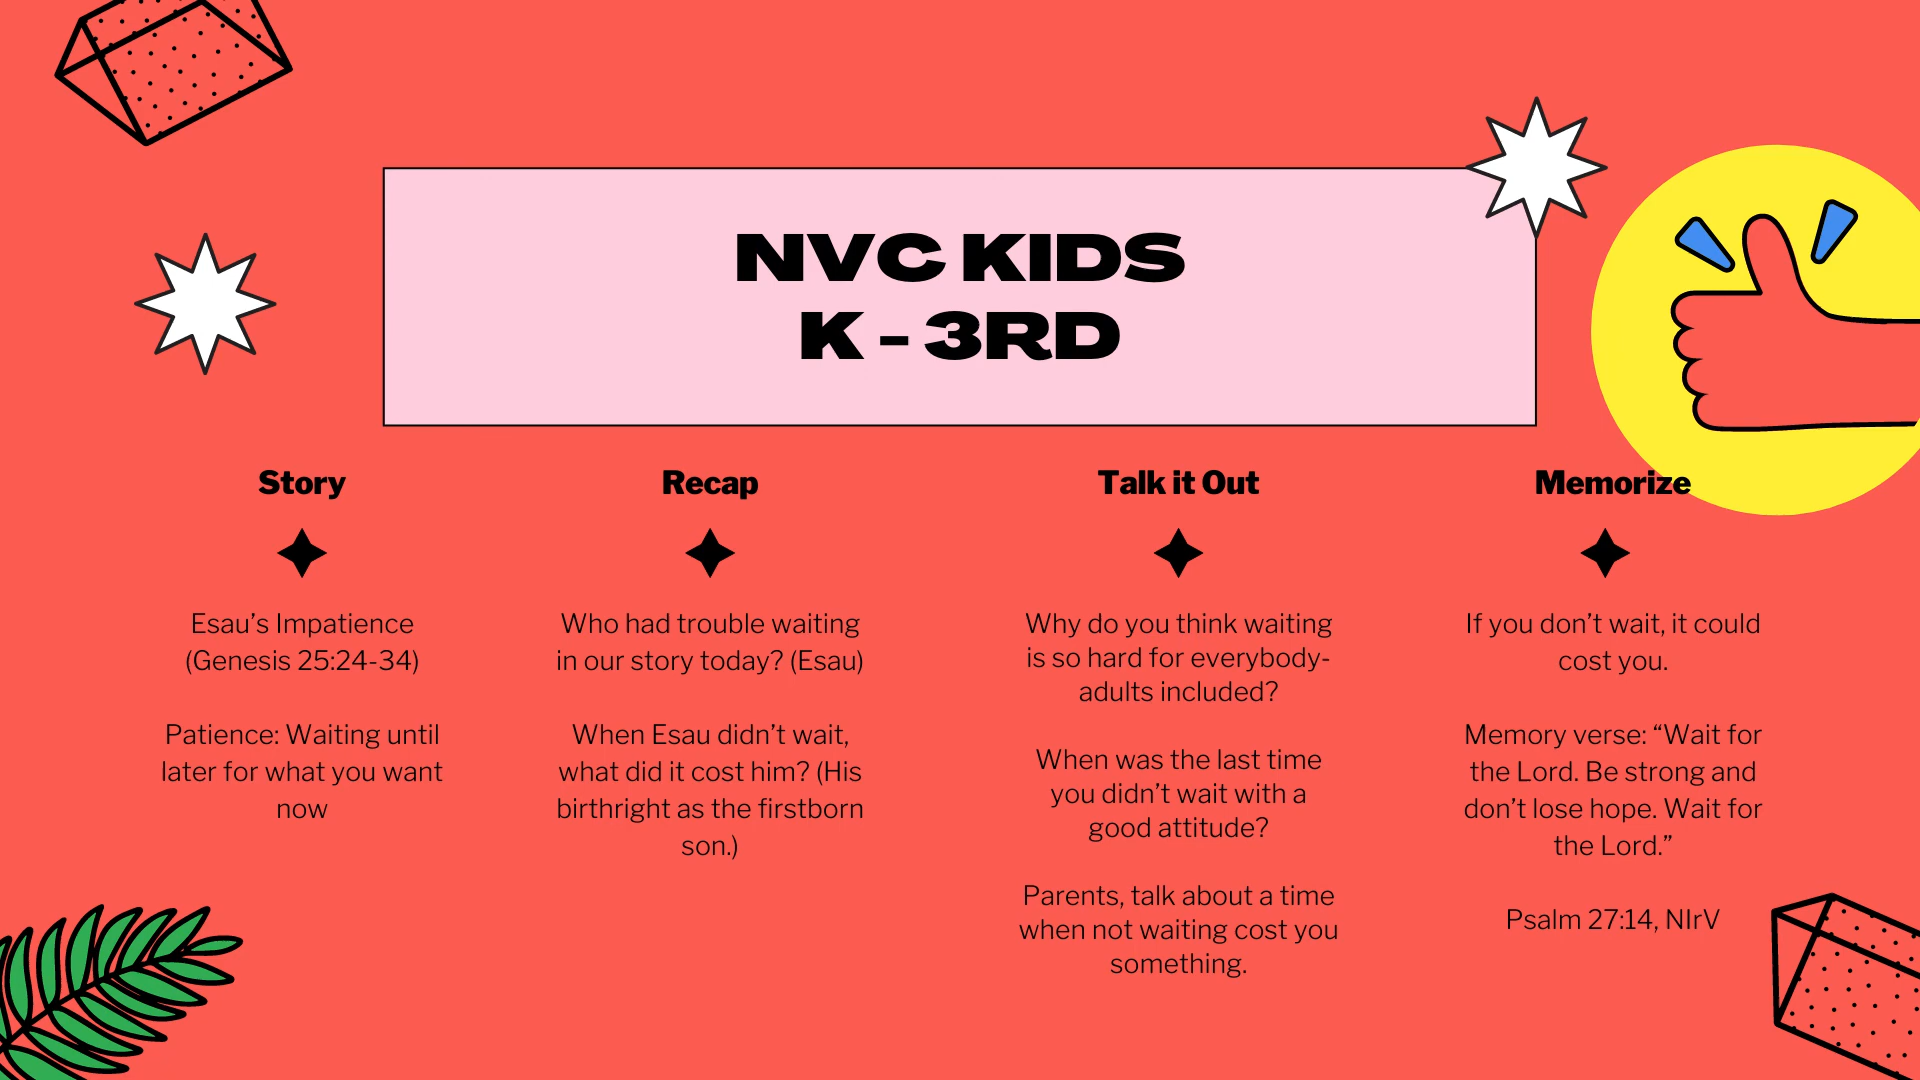 NVC KIDS
K - 3RD
Story
Esau’s Impatience
(Genesis 25:24-34)
Patience: Waiting until
later for what you want
now
Recap
Who had trouble waiting
in our story today? (Esau)
When Esau didn’t wait,
what did it cost him? (His
birthright as the firstborn
son.)
Talk it Out
Why do you think waiting
is so hard for everybody-
adults included?
When was the last time
you didn’t wait with a
good attitude?
Parents, talk about a time
when not waiting cost you
something.
Memorize
If you don’t wait, it could
cost you.
Memory verse: “Wait for
the Lord. Be strong and
don’t lose hope. Wait for
the Lord.”
Psalm 27:14, NIrV